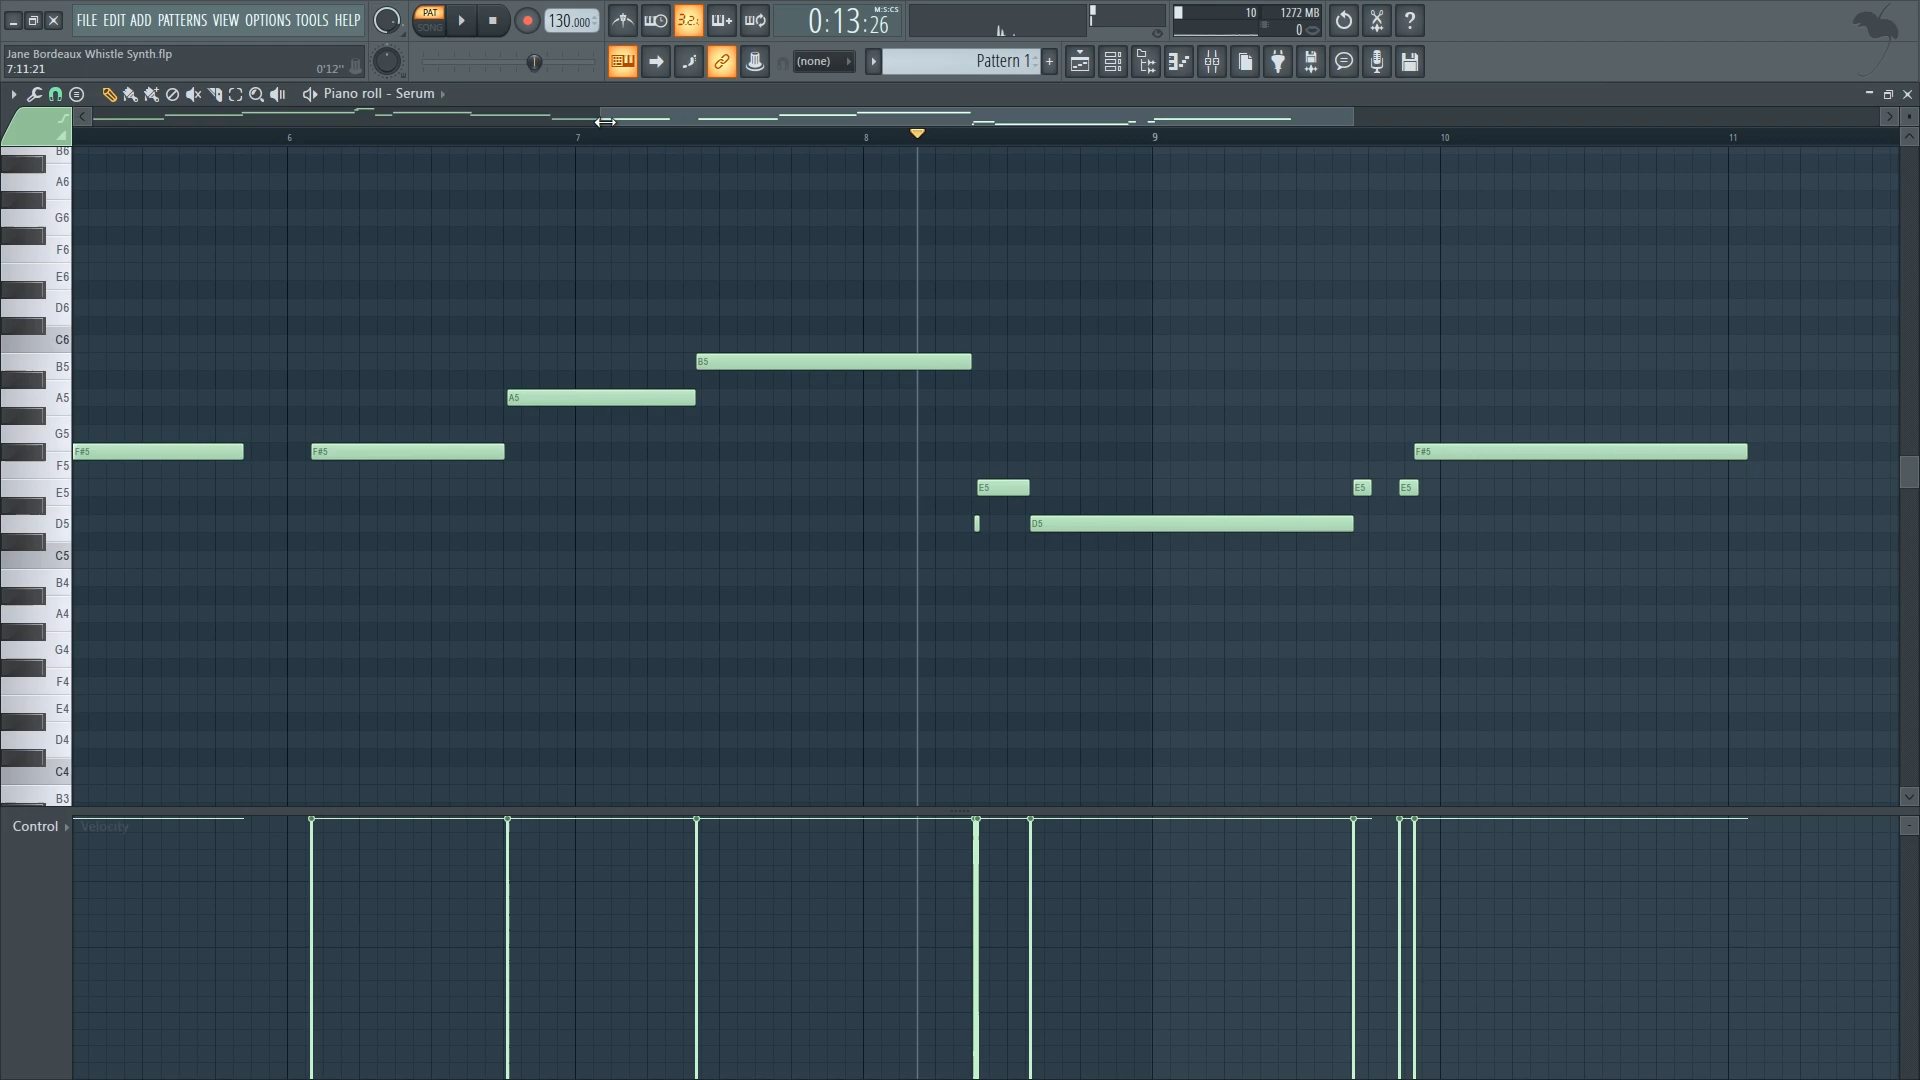 FILE EDIT ADD PATTERNS VIEW OPTIONS TOOLS HELP
PAT
SONG
130.000
3.2.
0:13:26
M:S:CS
10
1272 MB
0
Jane Bordeaux Whistle Synth.flp
7:11:21
0'12"
(none)
Pattern 1
+
Piano roll - Serum
6
7
8
9
10
11
B6
A6
G6
F6
E6
D6
C6
B5
B5
A5
A5
G5
F#5
F#5
F#5
F5
E5
E5
E5
E5
D5
D5
C5
B4
A4
G4
F4
E4
D4
C4
B3
Control
Velocity